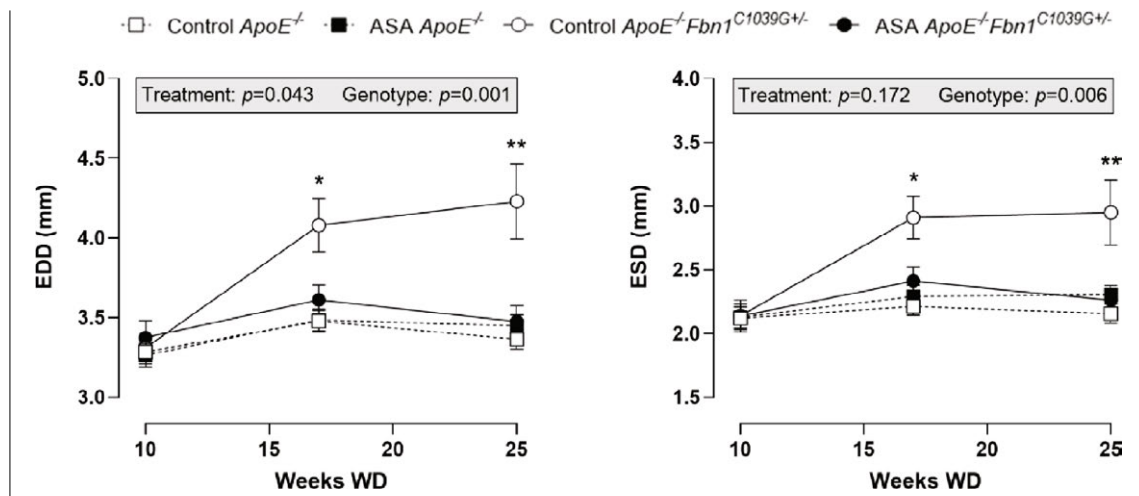 Control ApoE-/- ASA ApoE-/- Control ApoE-/-Fbn1C1039G+/- ASA ApoE-/-Fbn1C1039G+/-
Treatment: p=0.043 Genotype: p=0.001
5.0
4.5
4.0
3.5
3.0
EDD (mm)
*
**
10 15 20 25
Weeks WD
Treatment: p=0.172 Genotype: p=0.006
4.0
3.5
3.0
2.5
2.0
1.5
ESD (mm)
*
**
10 15 20 25
Weeks WD